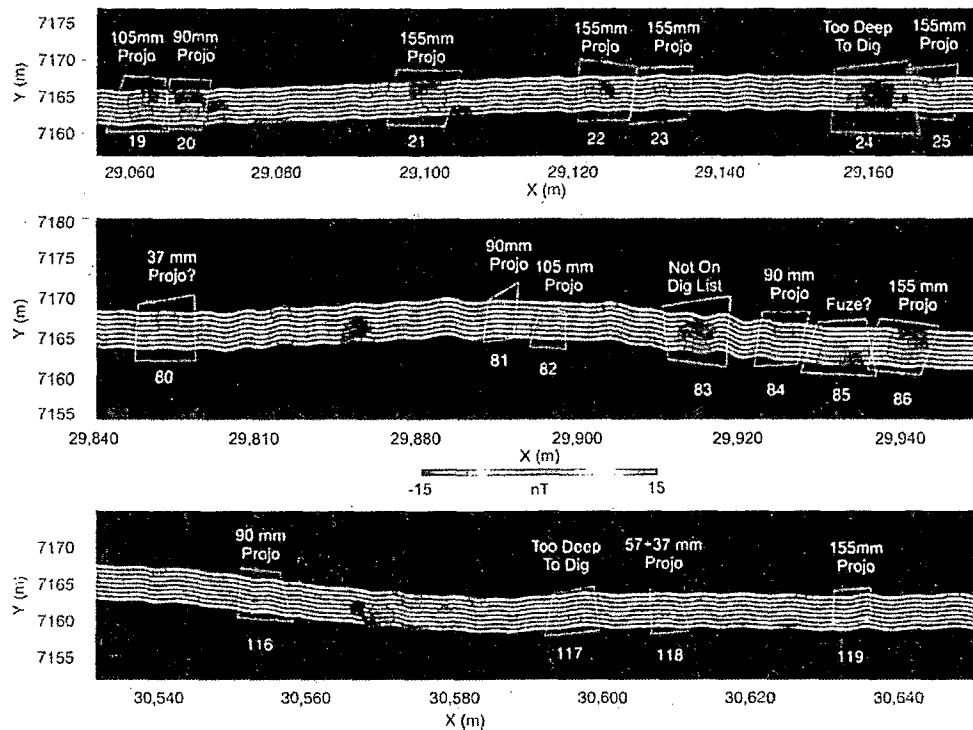 7177
7170
7165
7160
Y (m)
105mm
Projo
90mm
Projo
155mm
Projo
155mm
Projo
155mm
Projo
Too Deep
To Dig
155mm
Projo
19
20
21
22
23
24
25
29,060
29,080
29,100
29,120
29,140
29,160
X (m)
7180
7175
7170
7165
7160
7155
Y (m)
37 mm
Projo?
90mm
Projo
105 mm
Projo
Not On
Dig List
90 mm
Projo
Fuze?
155 mm
Projo
80
81
82
83
84
85
86
29,840
29,810
29,880
29,900
29,920
29,940
X (m)
-15
nT
15
7170
7165
7160
7155
Y (m)
90 mm
Projo
Too Deep
To Dig
57+37 mm
Projo
155mm
Projo
116
117
118
119
30,540
30,560
30,580
30,600
30,620
30,640
X (m)